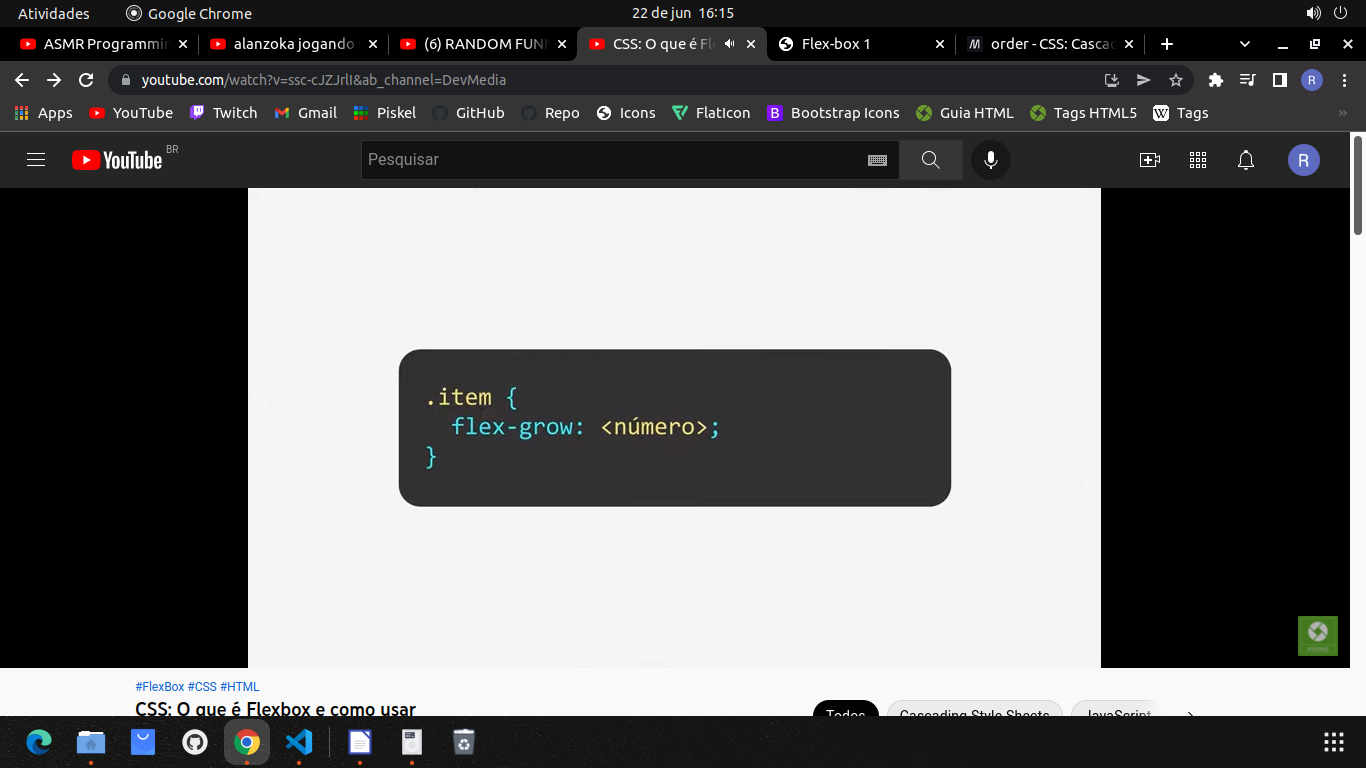 Atividades Google Chrome 22 de jun 16:15
ASMR Programmin alanzoka jogando (6) RANDOM FUN CSS: O que é Fl Flex-box 1 order - CSS: Casca
youtube.com/watch?v=ssc-cJZJrlI&ab_channel=DevMedia
Apps YouTube Twitch Gmail Piskel GitHub Repo Icons FlatIcon Bootstrap Icons Guia HTML Tags HTML5 Tags »
YouTube BR Pesquisar R
.item {
flex-grow: <número>;
}
#FlexBox #CSS #HTML
CSS: O que é Flexbox e como usar
Todos Cascading Style Sheets JavaScript